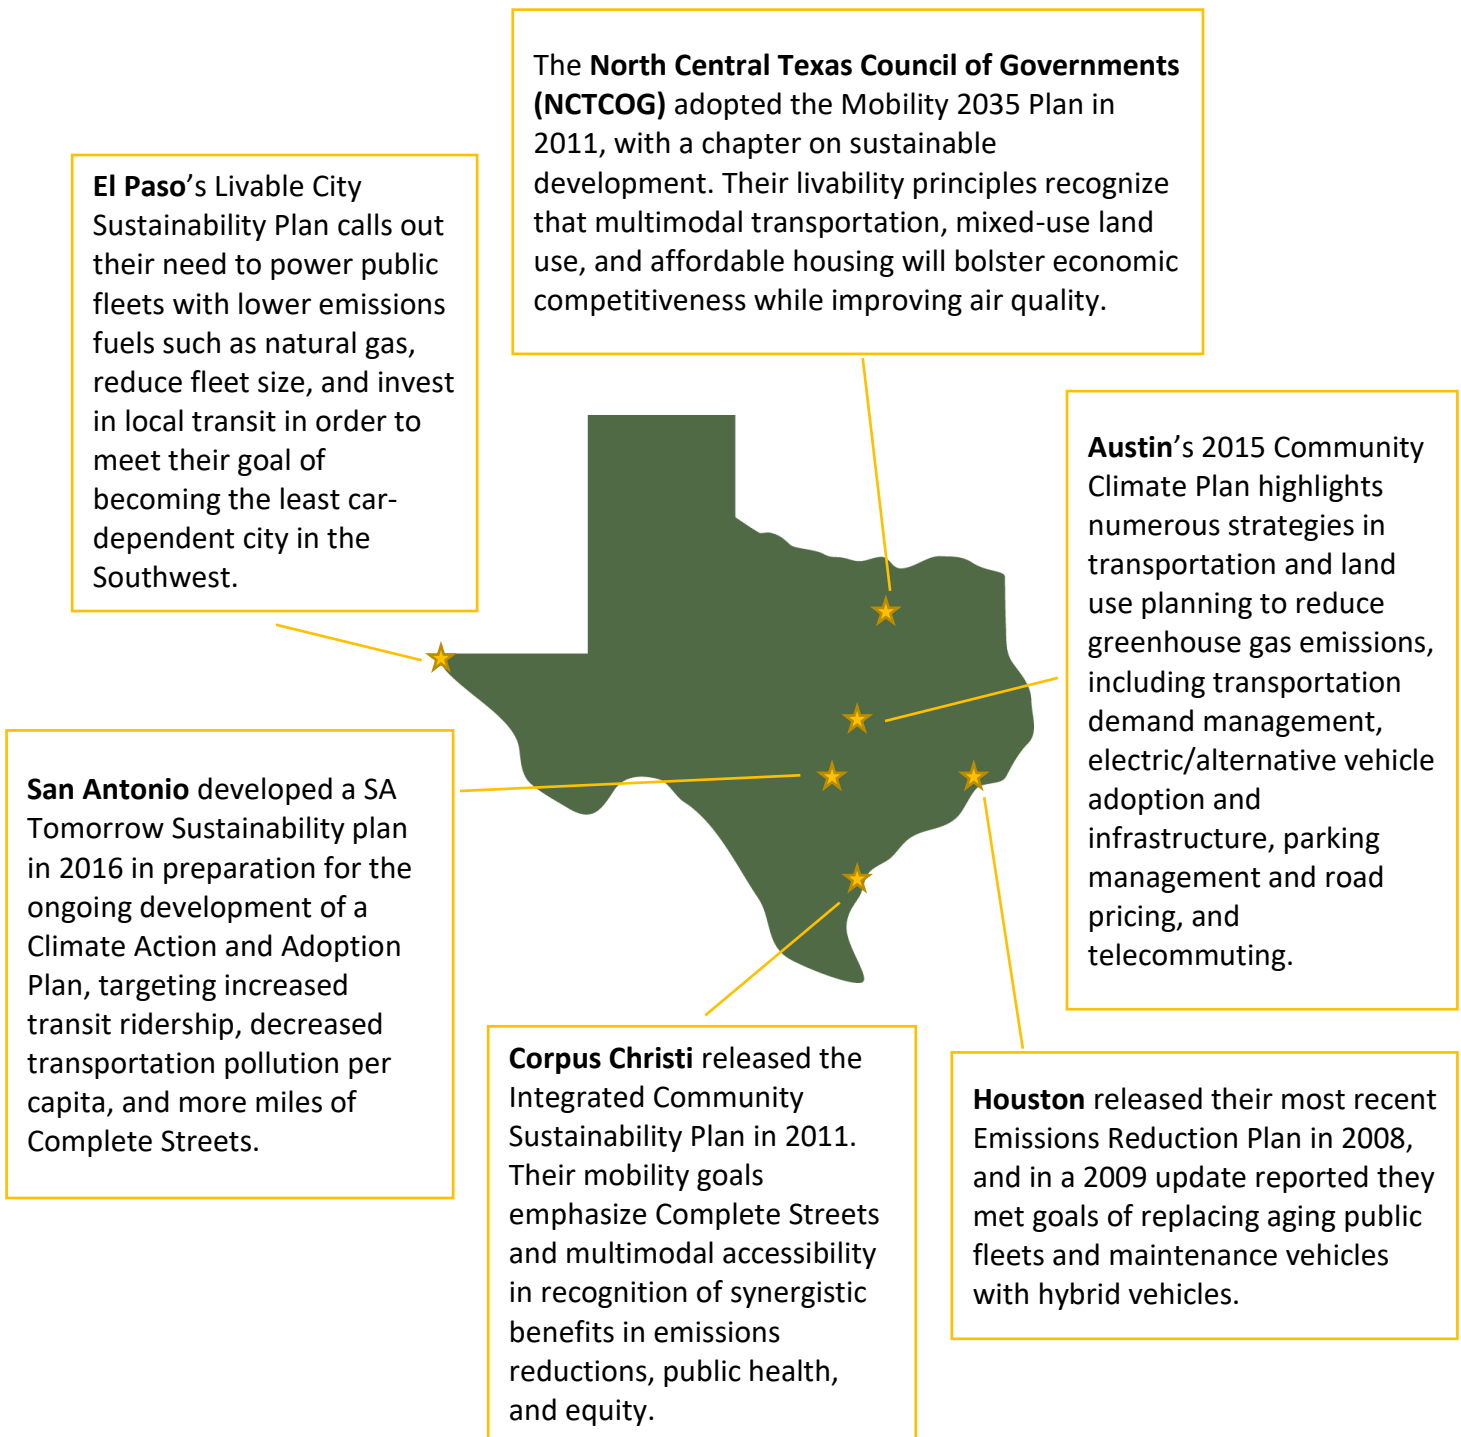 The North Central Texas Council of Governments
(NCTCOG) adopted the Mobility 2035 Plan in
2011, with a chapter on sustainable
development. Their livability principles recognize
that multimodal transportation, mixed-use land
use, and affordable housing will bolster economic
competitiveness while improving air quality.
El Paso’s Livable City
Sustainability Plan calls out
their need to power public
fleets with lower emissions
fuels such as natural gas,
reduce fleet size, and invest
in local transit in order to
meet their goal of
becoming the least car-
dependent city in the
Southwest.
Austin’s 2015 Community
Climate Plan highlights
numerous strategies in
transportation and land
use planning to reduce
greenhouse gas emissions,
including transportation
demand management,
electric/alternative vehicle
adoption and
infrastructure, parking
management and road
pricing, and
telecommuting.
San Antonio developed a SA
Tomorrow Sustainability plan
in 2016 in preparation for the
ongoing development of a
Climate Action and Adoption
Plan, targeting increased
transit ridership, decreased
transportation pollution per
capita, and more miles of
Complete Streets.
Corpus Christi released the
Integrated Community
Sustainability Plan in 2011.
Their mobility goals
emphasize Complete Streets
and multimodal accessibility
in recognition of synergistic
benefits in emissions
reductions, public health,
and equity.
Houston released their most recent
Emissions Reduction Plan in 2008,
and in a 2009 update reported they
met goals of replacing aging public
fleets and maintenance vehicles
with hybrid vehicles.